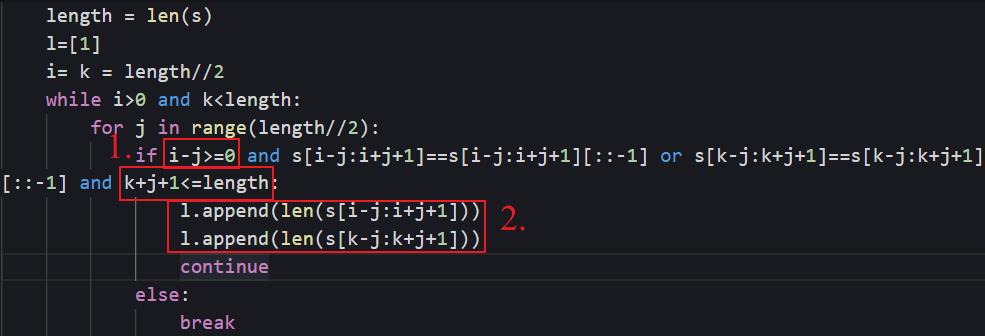 length = len(s)
l=[1]
i= k = length//2
while i>0 and k<length:
for j in range(length//2):
1. if i-j>=0 and s[i-j:i+j+1]==s[i-j:i+j+1][::-1] or s[k-j:k+j+1]==s[k-j:k+j+1]
[::-1] and k+j+1<=length:
l.append(len(s[i-j:i+j+1]))
2.
l.append(len(s[k-j:k+j+1]))
continue
else:
break